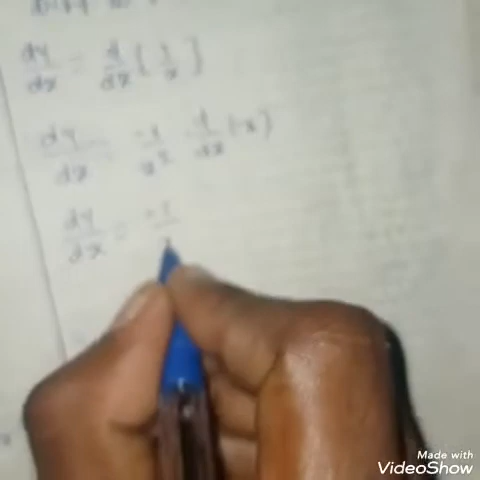 dy/dx = d/dx [ 1/x ]
dy/dx = -1/x² d/dx (x)
dy/dx = -1/
Made with
VideoShow